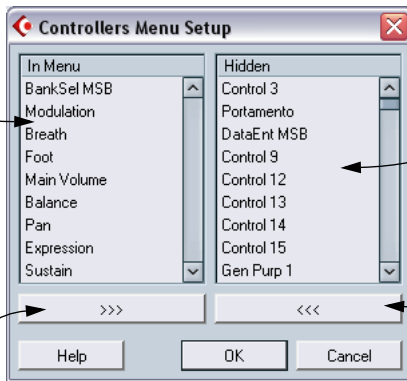 Controllers Menu Setup
In Menu
BankSel MSB
Modulation
Breath
Foot
Main Volume
Balance
Pan
Expression
Sustain
Hidden
Control 3
Portamento
DataEnt MSB
Control 9
Control 12
Control 13
Control 14
Control 15
Gen Purp 1
>>>
<<<
Help
OK
Cancel